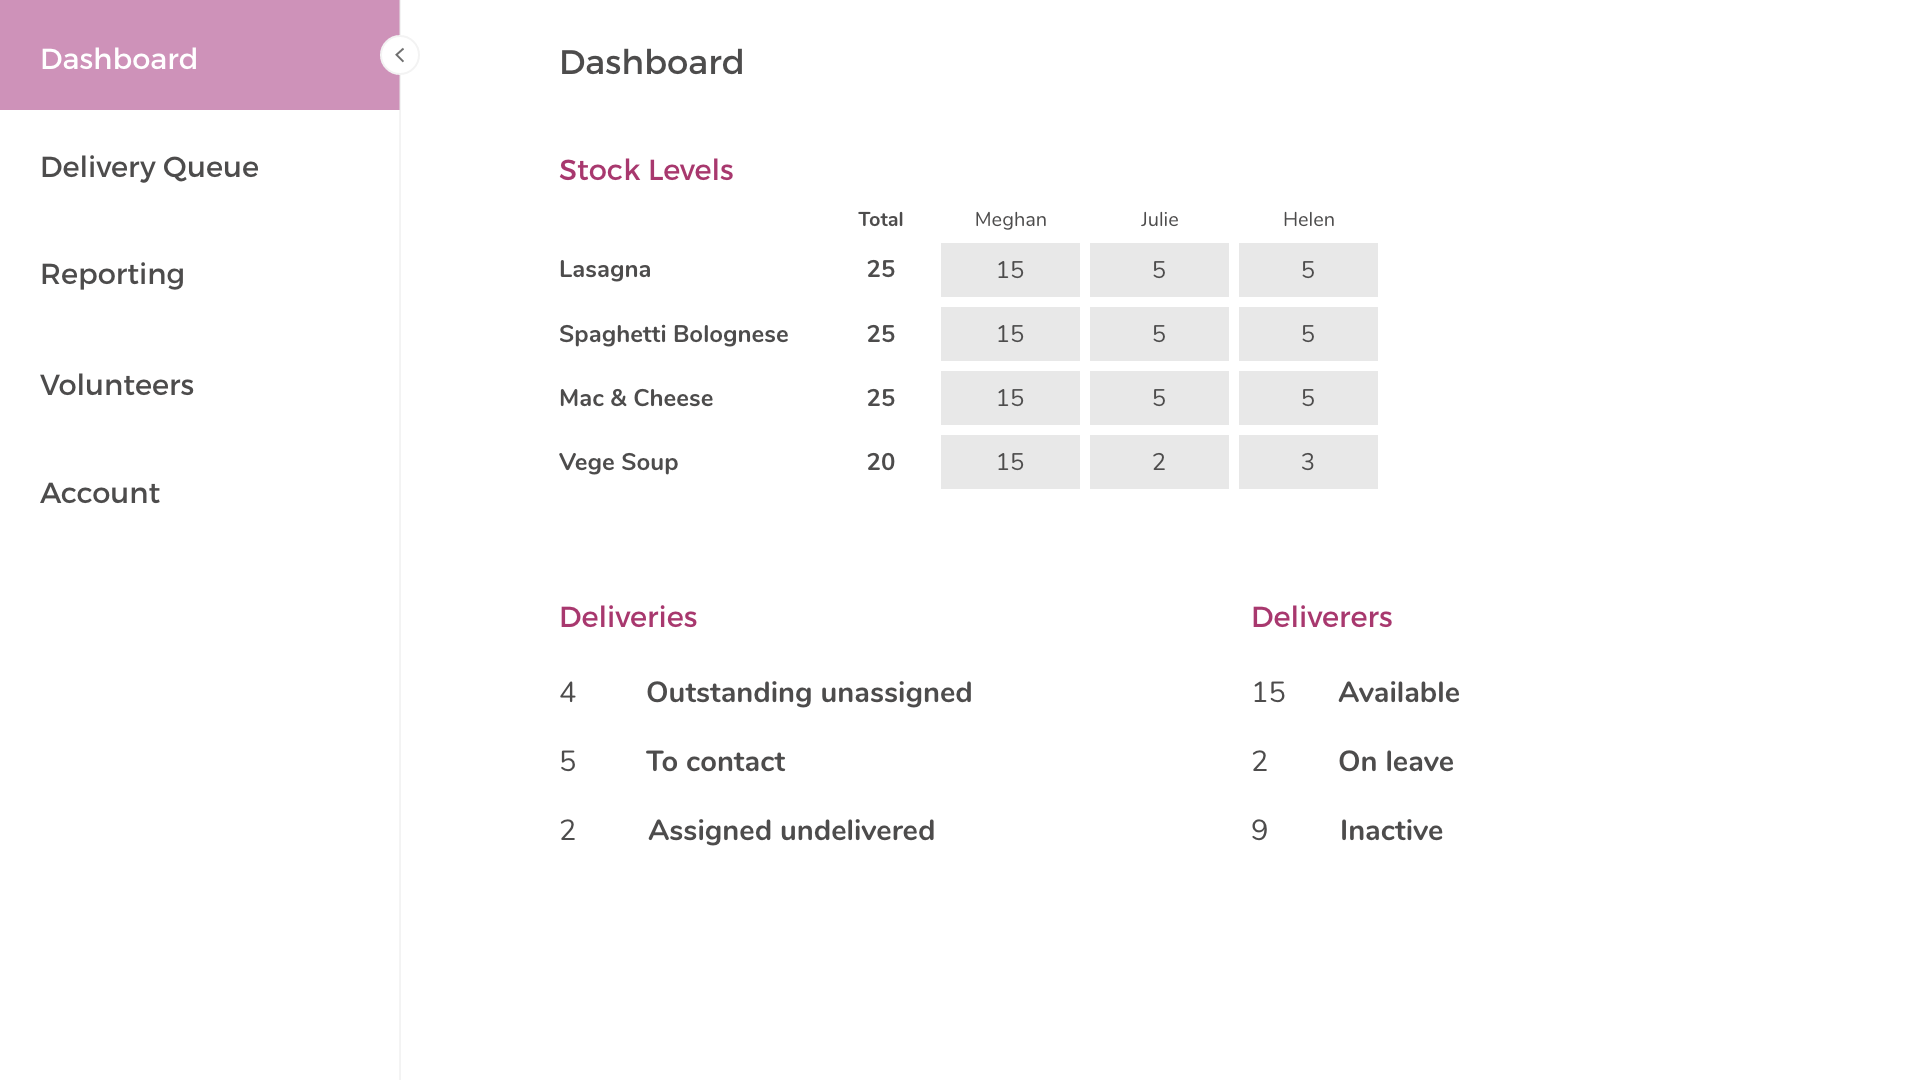 Dashboard
Delivery Queue
Reporting
Volunteers
Account
Dashboard
Stock Levels
Total Meghan Julie Helen
Lasagna 25 15 5 5
Spaghetti Bolognese 25 15 5 5
Mac & Cheese 25 15 5 5
Vege Soup 20 15 2 3
Deliveries
4 Outstanding unassigned
5 To contact
2 Assigned undelivered
Deliverers
15 Available
2 On leave
9 Inactive